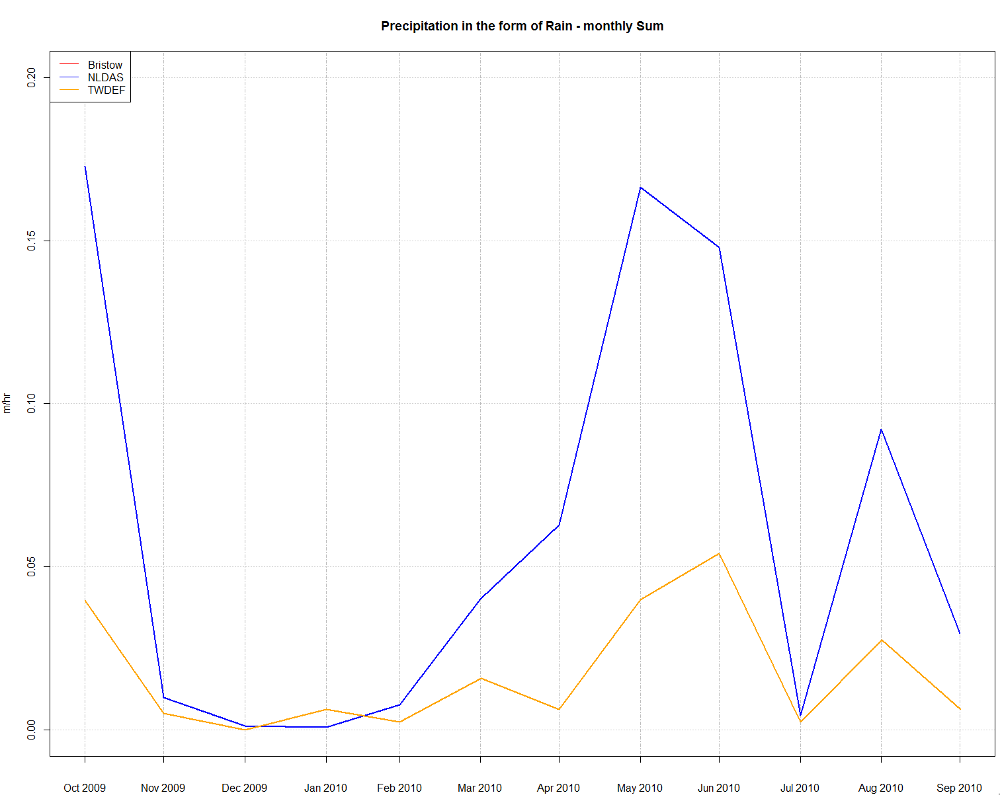 Precipitation in the form of Rain - monthly Sum
Bristow
NLDAS
TWDEF
m/hr
0.20
0.15
0.10
0.05
0.00
Oct 2009 Nov 2009 Dec 2009 Jan 2010 Feb 2010 Mar 2010 Apr 2010 May 2010 Jun 2010 Jul 2010 Aug 2010 Sep 2010